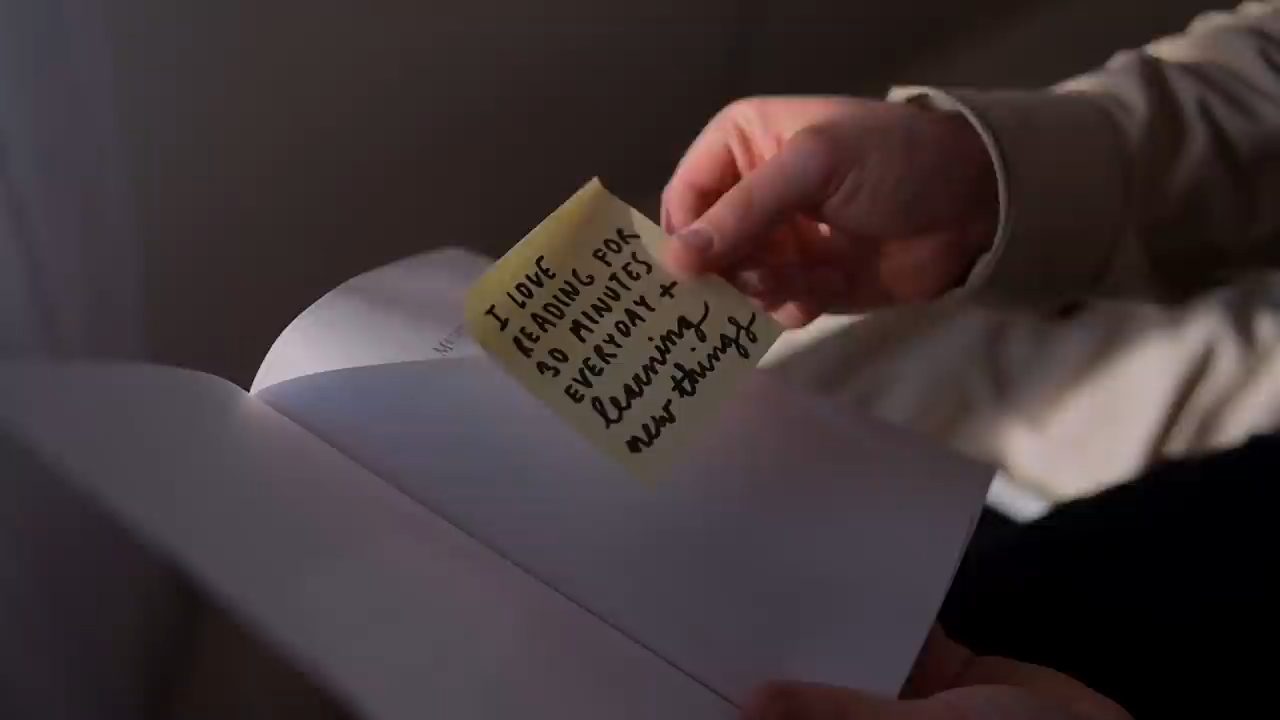 I LOVE
READING FOR
30 MINUTES
EVERYDAY +
learning
new things